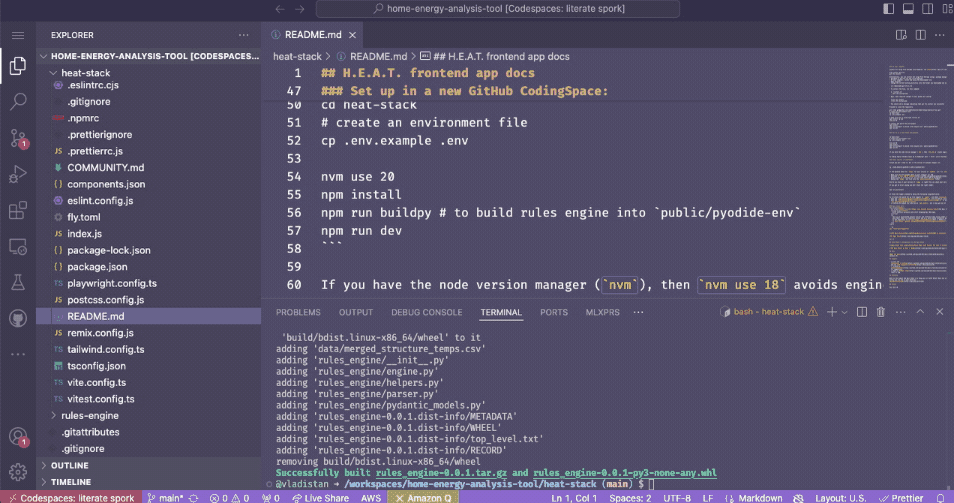 home-energy-analysis-tool [Codespaces: literate spork]
EXPLORER
HOME-ENERGY-ANALYSIS-TOOL [CODESPACES...
heat-stack
.eslintrc.cjs
.gitignore
.npmrc
.prettierignore
JS .prettierrc.js
COMMUNITY.md
{} components.json
eslint.config.js
fly.toml
JS index.js
{} package-lock.json
{} package.json
TS playwright.config.ts
JS postcss.config.js
README.md
JS remix.config.js
TS tailwind.config.ts
tsconfig.json
TS vite.config.ts
TS vitest.config.ts
rules-engine
.gitattributes
.gitignore
OUTLINE
TIMELINE
1
1
README.md
heat-stack > README.md > ## H.E.A.T. frontend app docs
1 ## H.E.A.T. frontend app docs
47 ### Set up in a new GitHub CodingSpace:
50 cd heat-stack
51 # create an environment file
52 cp .env.example .env
53
54 nvm use 20
55 npm install
56 npm run buildpy # to build rules engine into `public/pyodide-env`
57 npm run dev
58 ```
59
60 If you have the node version manager (`nvm`), then `nvm use 18` avoids engin
PROBLEMS OUTPUT DEBUG CONSOLE TERMINAL PORTS MLXPRS ··· bash - heat-stack
'build/bdist.linux-x86_64/wheel' to it
adding 'data/merged_structure_temps.csv'
adding 'rules_engine/__init__.py'
adding 'rules_engine/engine.py'
adding 'rules_engine/helpers.py'
adding 'rules_engine/parser.py'
adding 'rules_engine/pydantic_models.py'
adding 'rules_engine-0.0.1.dist-info/METADATA'
adding 'rules_engine-0.0.1.dist-info/WHEEL'
adding 'rules_engine-0.0.1.dist-info/top_level.txt'
adding 'rules_engine-0.0.1.dist-info/RECORD'
removing build/bdist.linux-x86_64/wheel
Successfully built rules_engine-0.0.1.tar.gz and rules_engine-0.0.1-py3-none-any.whl
@vladistan → /workspaces/home-energy-analysis-tool/heat-stack (main) $
Codespaces: literate spork main* 0 0 0 Live Share AWS Amazon Q Ln 1, Col 1 Spaces: 2 UTF-8 LF Markdown Layout: U.S. Prettier